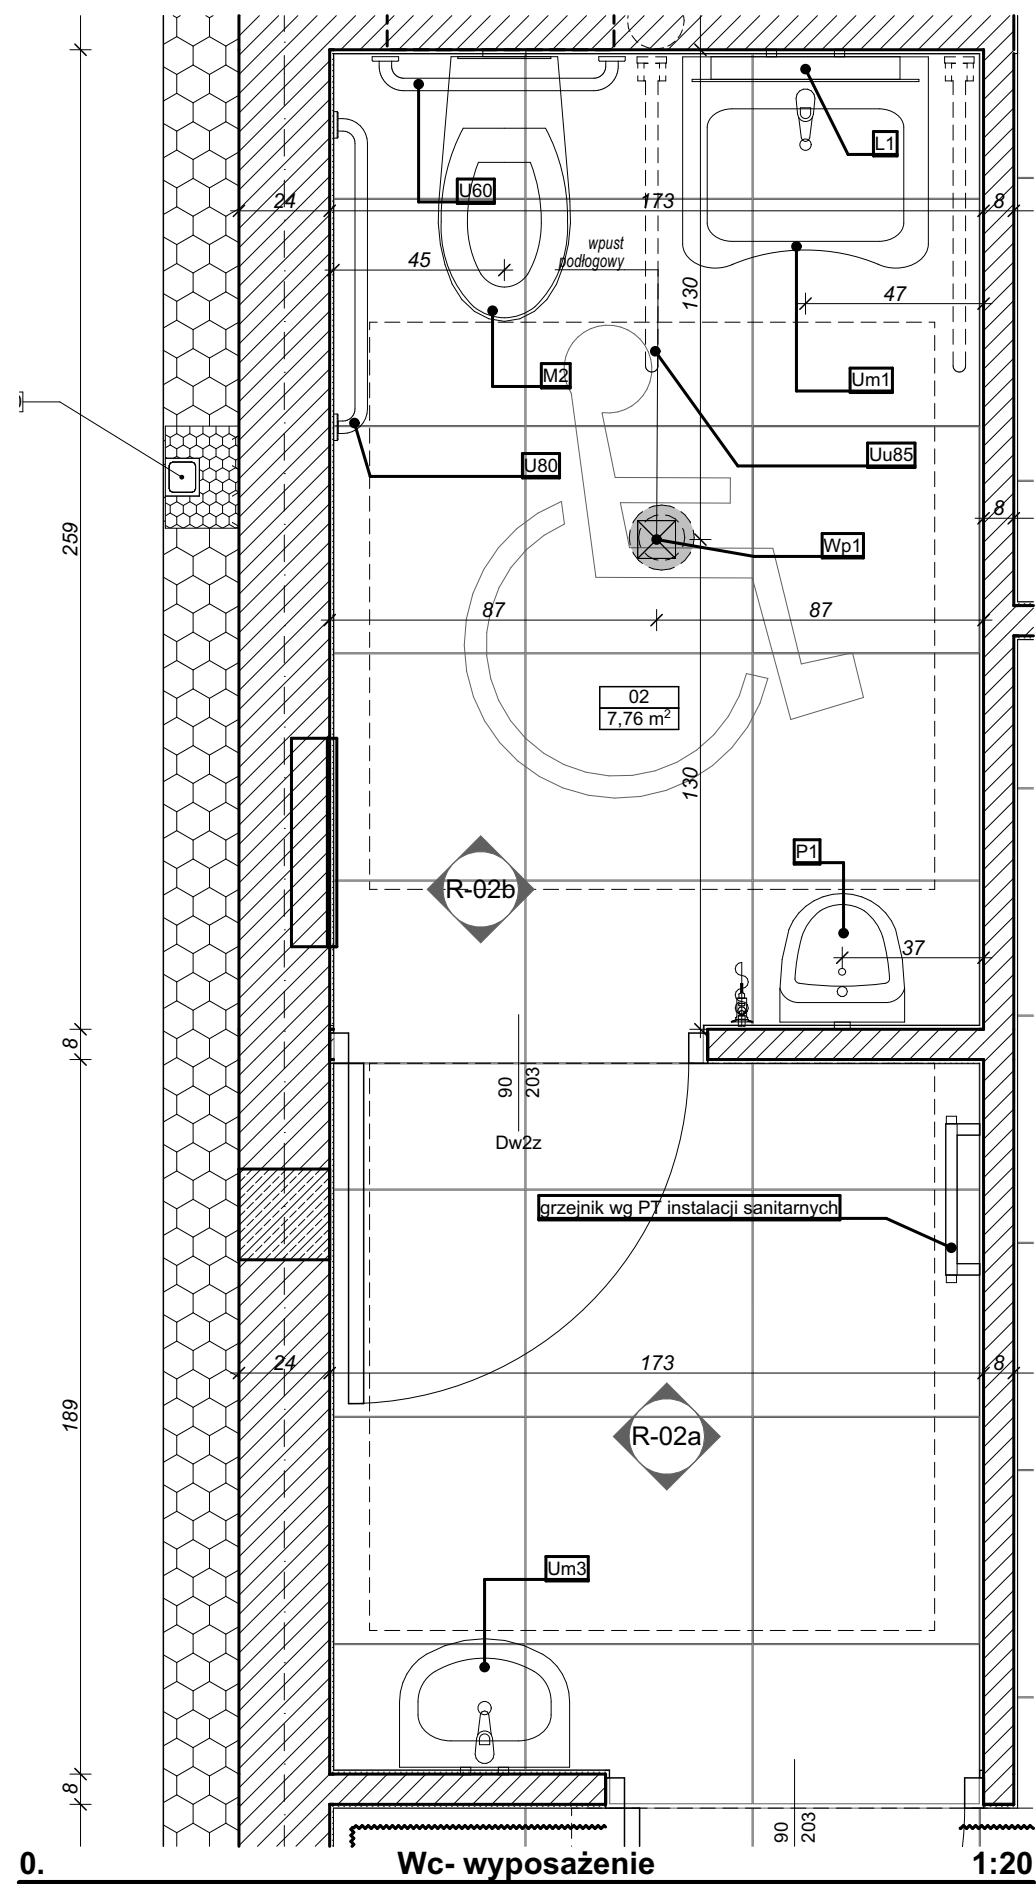 L1
U60
24
173
8
wpust
podłogowy
45
130
47
M2
Um1
Uu85
U80
8
259
Wp1
87
87
02
7,76 m²
130
P1
R-02b
37
8
90
203
Dw2z
grzejnik wg PT instalacji sanitarnych
24
173
8
189
R-02a
Um3
8
90
203
0.
Wc- wyposażenie
1:20